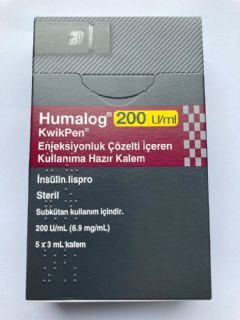 Humalog® 200 U/ml
KwikPen®
Enjeksiyonluk Çözelti İçeren
Kullanıma Hazır Kalem
İnsülin lispro
Steril
Subkütan kullanım içindir.
200 U/mL (6.9 mg/mL)
5 x 3 mL kalem